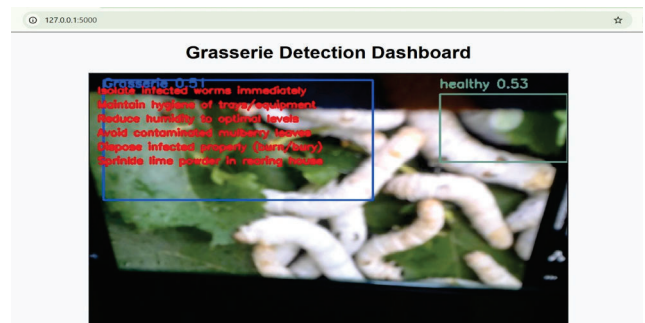 127.0.0.1:5000
Grasserie Detection Dashboard
Grasserie 0.51
healthy 0.53
Isolate infected worms immediately
Maintain hygiene of trays/equipment
Reduce humidity to optimal levels
Avoid contaminated mulberry leaves
Dispose infected properly (burn/bury)
Sprinkle lime powder in rearing house